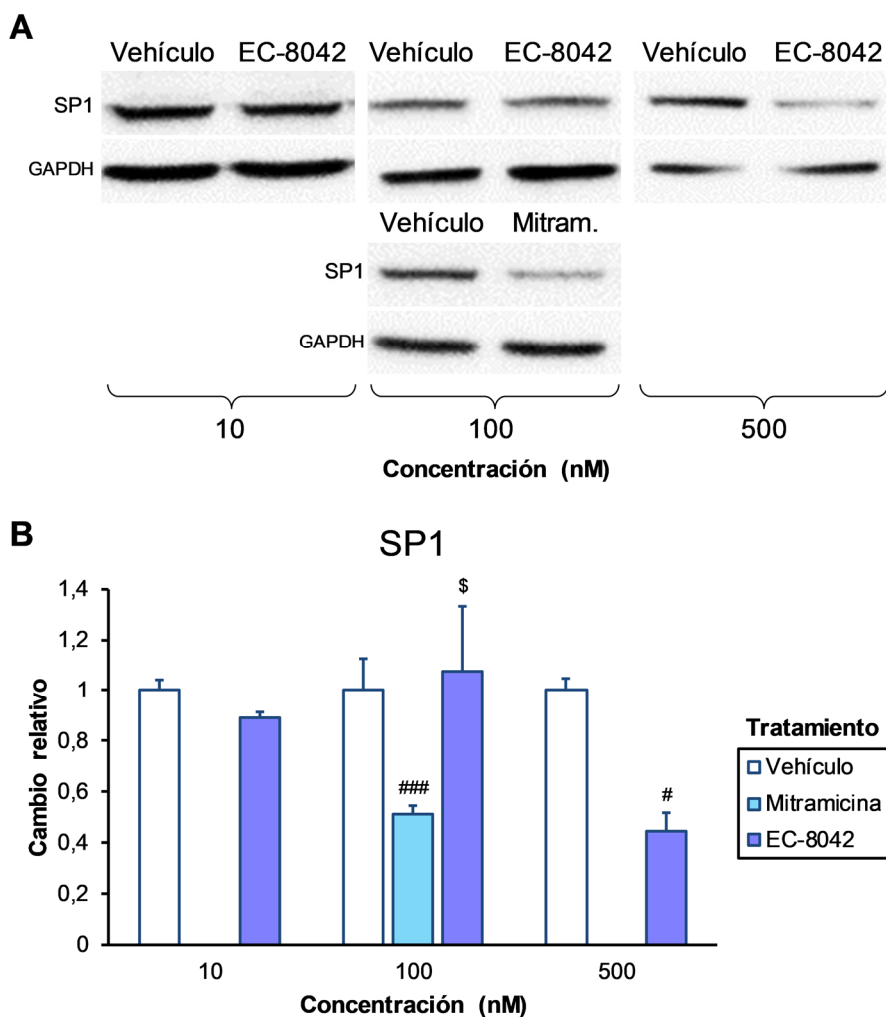 A
Vehículo EC-8042 Vehículo EC-8042 Vehículo EC-8042
SP1
GAPDH
Vehículo Mitram.
SP1
GAPDH
10 100 500
Concentración (nM)
B
SP1
1,4
1,2
1
0,8
0,6
0,4
0,2
0
Cambio relativo
$
###
#
10 100 500
Concentración (nM)
Tratamiento
Vehículo
Mitramicina
EC-8042